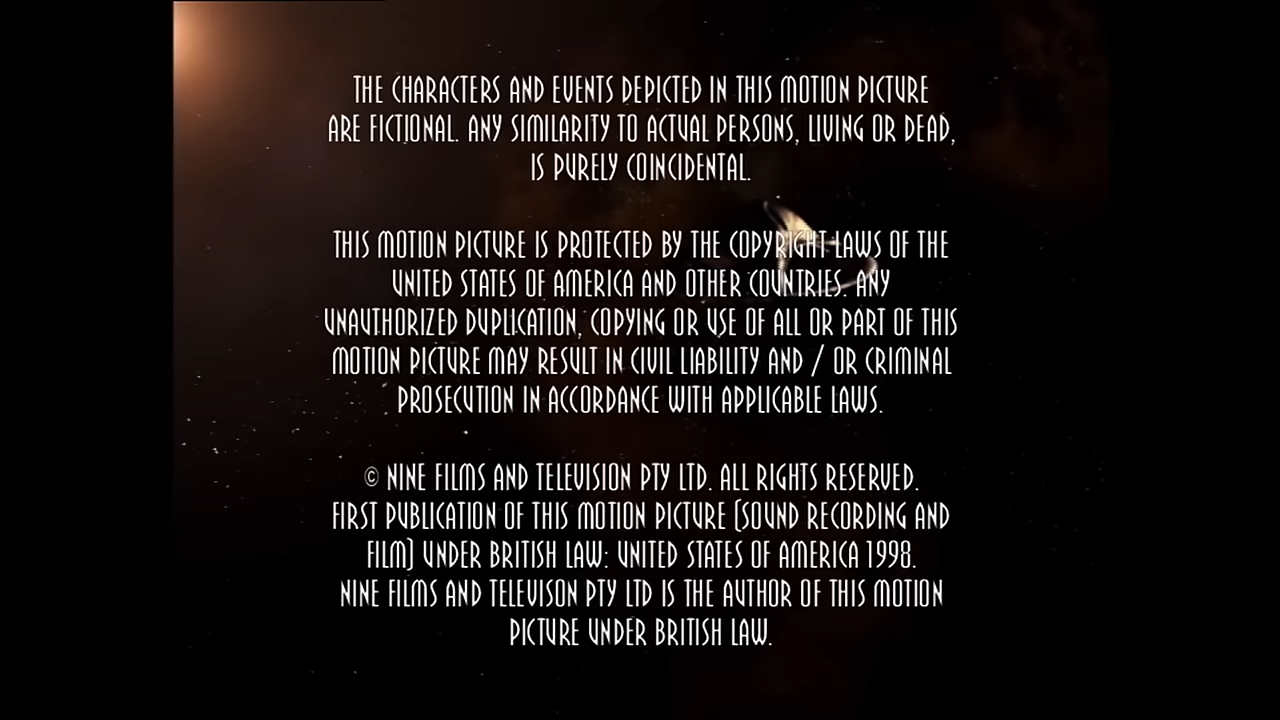 THE CHARACTERS AND EVENTS DEPICTED IN THIS MOTION PICTURE
ARE FICTIONAL. ANY SIMILARITY TO ACTUAL PERSONS, LIVING OR DEAD,
IS PURELY COINCIDENTAL.
THIS MOTION PICTURE IS PROTECTED BY THE COPYRIGHT LAWS OF THE
UNITED STATES OF AMERICA AND OTHER COUNTRIES. ANY
UNAUTHORIZED DUPLICATION, COPYING OR USE OF ALL OR PART OF THIS
MOTION PICTURE MAY RESULT IN CIVIL LIABILITY AND / OR CRIMINAL
PROSECUTION IN ACCORDANCE WITH APPLICABLE LAWS.
© NINE FILMS AND TELEVISION PTY LTD. ALL RIGHTS RESERVED.
FIRST PUBLICATION OF THIS MOTION PICTURE (SOUND RECORDING AND
FILM) UNDER BRITISH LAW: UNITED STATES OF AMERICA 1998.
NINE FILMS AND TELEVISON PTY LTD IS THE AUTHOR OF THIS MOTION
PICTURE UNDER BRITISH LAW.